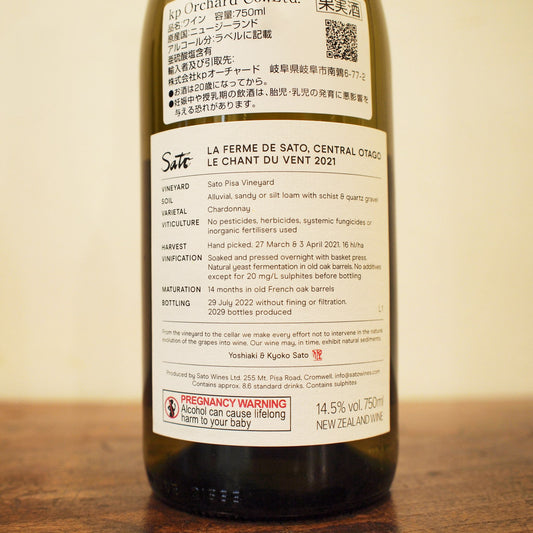 kp Orchard Co.,Ltd.
果実酒
品名:ワイン 容量:750ml
原産国:ニュージーランド
アルコール分:ラベルに記載
亜硫酸塩含有
輸入者及び引取先:
株式会社kpオーチャード 岐阜県岐阜市南鶉6-77-2
●お酒は20歳になってから。
●妊娠中や授乳期の飲酒は、胎児・乳児の発育に悪影響を
与える恐れがあります。
Sato
LA FERME DE SATO, CENTRAL OTAGO
LE CHANT DU VENT 2021
VINEYARD Sato Pisa Vineyard
SOIL Alluvial, sandy or silt loam with schist & quartz gravel
VARIETAL Chardonnay
VITICULTURE No pesticides, herbicides, systemic fungicides or
inorganic fertilisers used
HARVEST Hand picked, 27 March & 3 April 2021. 16 hl/ha
VINIFICATION Soaked and pressed overnight with basket press.
Natural yeast fermentation in old oak barrels. No additives
except for 20 mg/L sulphites before bottling
MATURATION 14 months in old French oak barrels
BOTTLING 29 July 2022 without fining or filtration.
2029 bottles produced L1
From the vineyard to the cellar we make every effort not to intervene in the natural
evolution of the grapes into wine. Our wine may, in time, exhibit natural sediments.
Yoshiaki & Kyoko Sato
Produced by Sato Wines Ltd. 255 Mt. Pisa Road, Cromwell. info@satowines.com
Contains approx. 8.6 standard drinks. Contains sulphites
PREGNANCY WARNING
Alcohol can cause lifelong
harm to your baby
14.5% vol. 750ml
NEW ZEALAND WINE